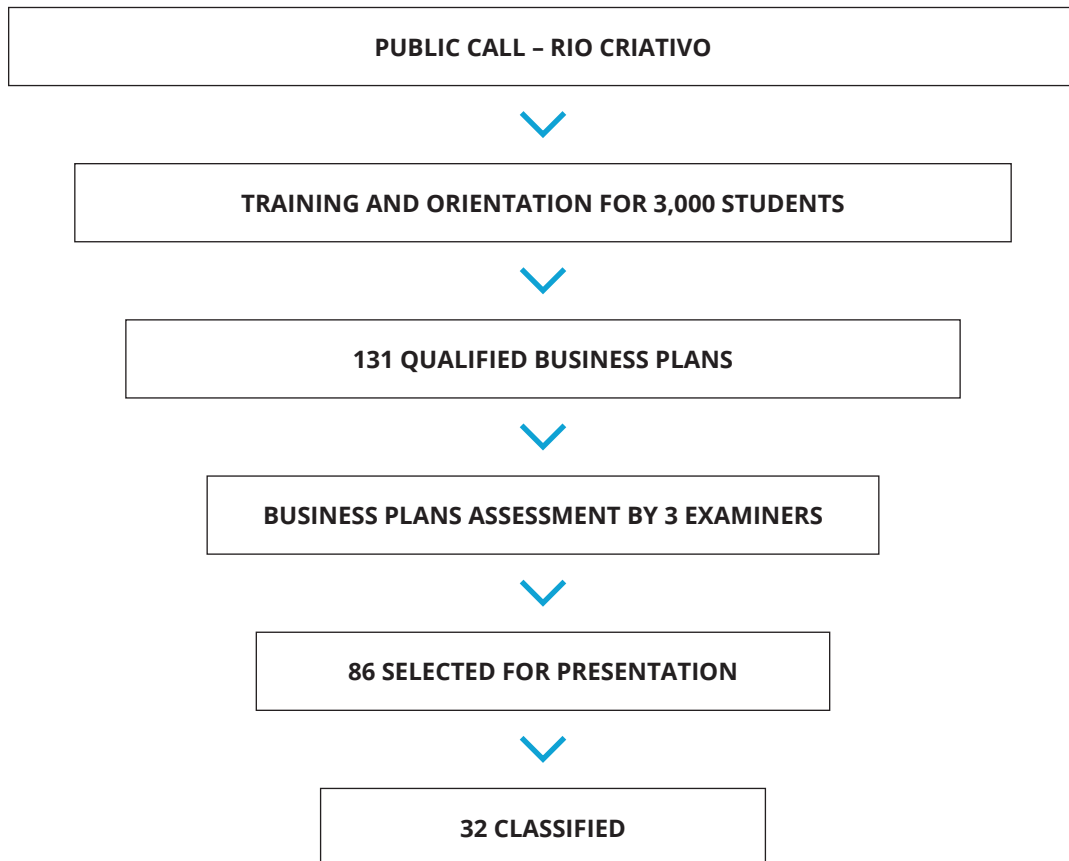 PUBLIC CALL – RIO CRIATIVO
TRAINING AND ORIENTATION FOR 3,000 STUDENTS
131 QUALIFIED BUSINESS PLANS
BUSINESS PLANS ASSESSMENT BY 3 EXAMINERS
86 SELECTED FOR PRESENTATION
32 CLASSIFIED